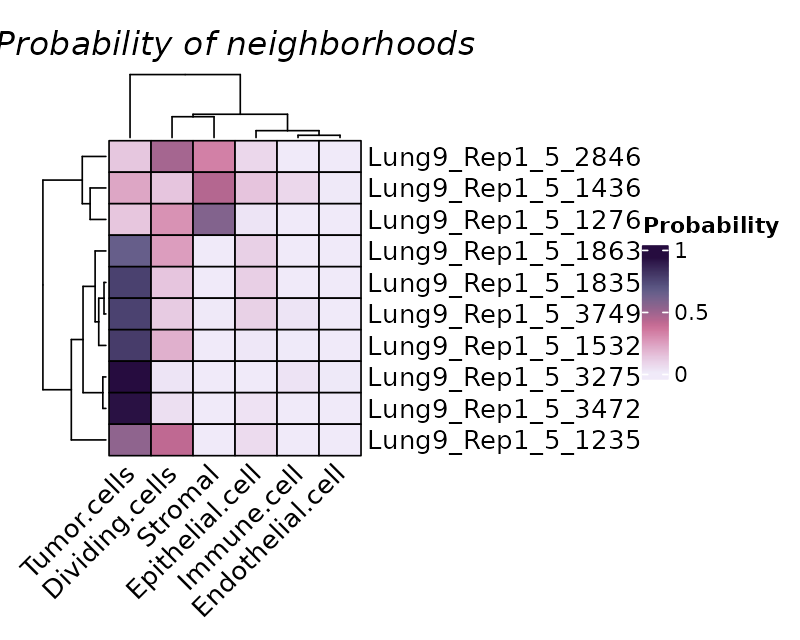 Probability of neighborhoods
Lung9_Rep1_5_2846
Lung9_Rep1_5_1436
Lung9_Rep1_5_1276
Lung9_Rep1_5_1863
Lung9_Rep1_5_1835
Lung9_Rep1_5_3749
Lung9_Rep1_5_1532
Lung9_Rep1_5_3275
Lung9_Rep1_5_3472
Lung9_Rep1_5_1235
Probability
1
0.5
0
Tumor.cells
Dividing.cells
Stromal
Epithelial.cell
Immune.cell
Endothelial.cell